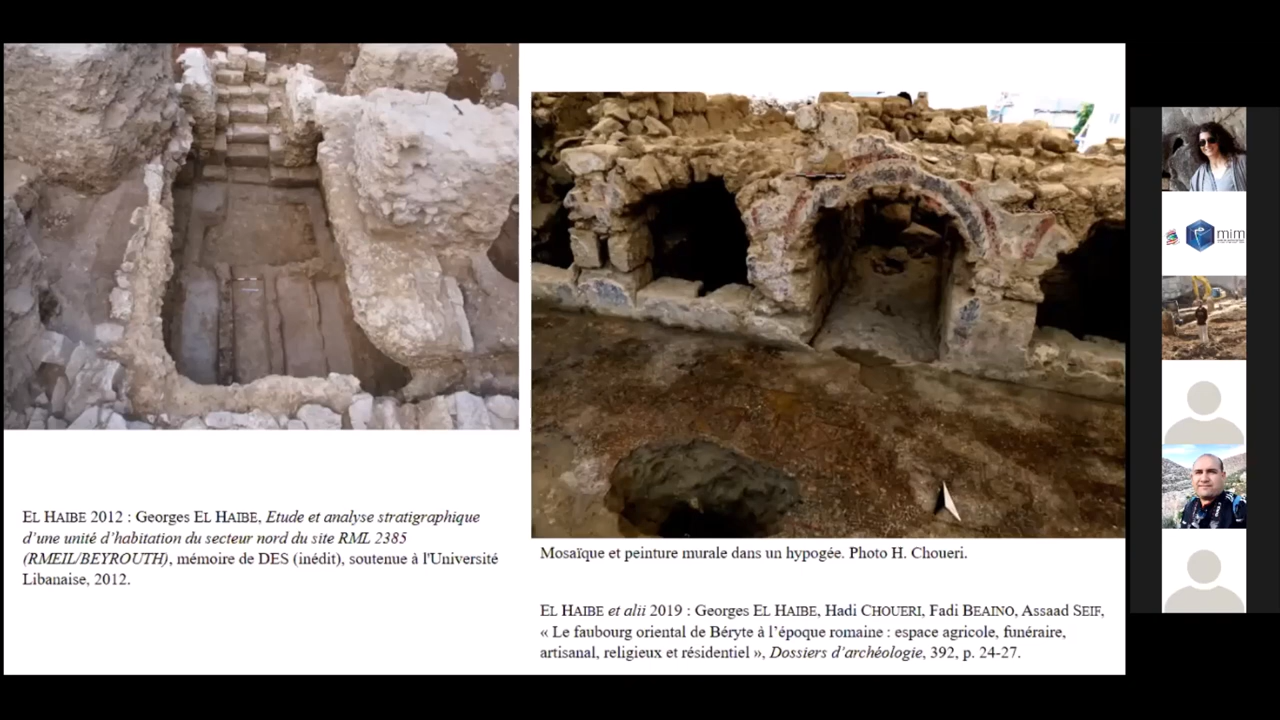 EL HAIBE 2012 : Georges EL HAIBE, Etude et analyse stratigraphique
d'une unité d'habitation du secteur nord du site RML 2385
(RMEIL/BEYROUTH), mémoire de DES (inédit), soutenue à l'Université
Libanaise, 2012.
Mosaïque et peinture murale dans un hypogée. Photo H. Choueri.
EL HAIBE et alii 2019 : Georges EL HAIBE, Hadi CHOUERI, Fadi BEAINO, Assaad SEIF,
« Le faubourg oriental de Béryte à l’époque romaine : espace agricole, funéraire,
artisanal, religieux et résidentiel », Dossiers d’archéologie, 392, p. 24-27.
mim